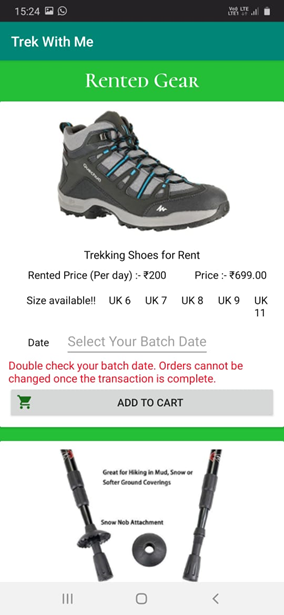 15:24
Vo) LTE
LTE1
Trek With Me
Rented Gear
Trekking Shoes for Rent
Rented Price (Per day) :- ₹200 Price :- ₹699.00
Size available!! UK 6 UK 7 UK 8 UK 9 UK
11
Date Select Your Batch Date
Double check your batch date. Orders cannot be
changed once the transaction is complete.
ADD TO CART
Great for Hiking in Mud, Snow or
Softer Ground Coverings
Snow Nob Attachment